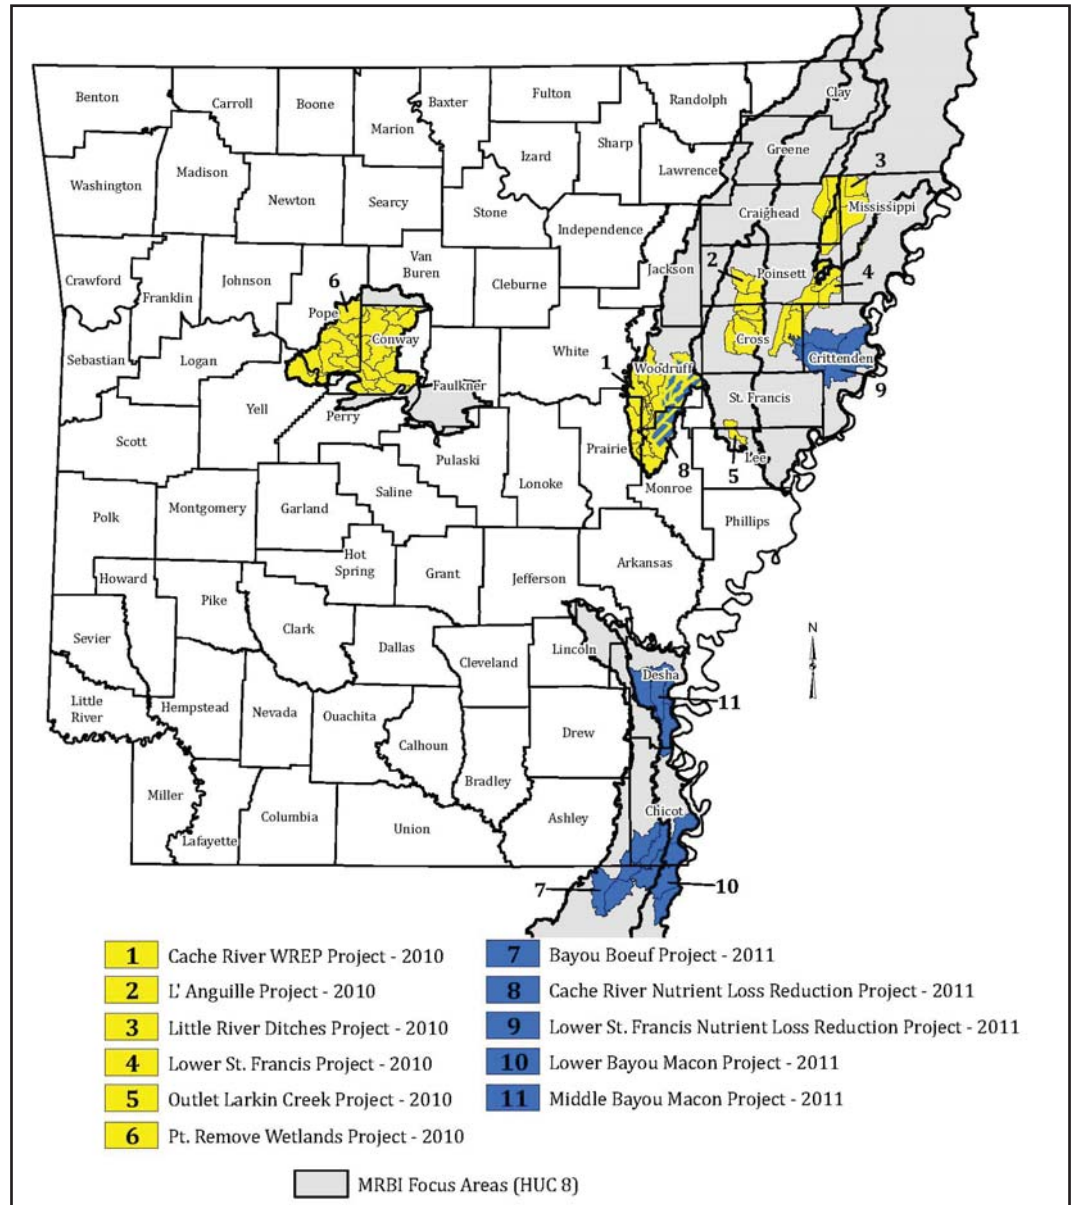 Benton
Carroll
Boone
Baxter
Fulton
Randolph
Clay
Marion
Sharp
Izard
Greene
Madison
Washington
Lawrence
3
Newton
Searcy
Stone
Craighead
Mississippi
Independence
Van
Buren
2
Jackson
Poinsett
4
Crawford
Johnson
6
Cleburne
Franklin
Pope
Conway
Cross
Sebastian
Logan
White
1
Woodruff
Crittenden
9
Faulkner
St. Francis
Yell
Perry
Scott
Prairie
Pulaski
8
5
Lee
Lonoke
Monroe
Saline
Polk
Montgomery
Garland
Phillips
Hot
Spring
Arkansas
Howard
Grant
Jefferson
Pike
Clark
N
S
Sevier
Dallas
Lincoln
Cleveland
Desha
Little
River
Hempstead
Nevada
Ouachita
11
Drew
Calhoun
Bradley
Miller
Chicot
Columbia
Ashley
Union
Lafayette
7
10
1 Cache River WREP Project - 2010
2 L' Anguille Project - 2010
3 Little River Ditches Project - 2010
4 Lower St. Francis Project - 2010
5 Outlet Larkin Creek Project - 2010
6 Pt. Remove Wetlands Project - 2010
7 Bayou Boeuf Project - 2011
8 Cache River Nutrient Loss Reduction Project - 2011
9 Lower St. Francis Nutrient Loss Reduction Project - 2011
10 Lower Bayou Macon Project - 2011
11 Middle Bayou Macon Project - 2011
MRBI Focus Areas (HUC 8)